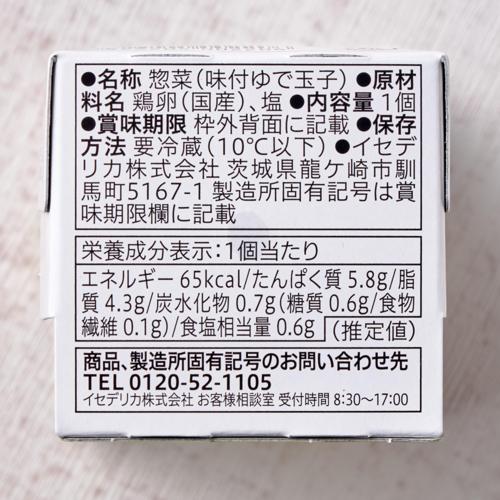 ●名称 惣菜(味付ゆで玉子)●原材
料名 鶏卵(国産)、塩 ●内容量 1個
●賞味期限 枠外背面に記載 ●保存
方法 要冷蔵(10℃以下)●イセデ
リカ株式会社 茨城県龍ケ崎市馴
馬町5167-1 製造所固有記号は賞
味期限欄に記載
栄養成分表示:1個当たり
エネルギー 65kcal/たんぱく質 5.8g/脂
質 4.3g/炭水化物 0.7g(糖質 0.6g/食物
繊維 0.1g)/食塩相当量 0.6g (推定値)
商品、製造所固有記号のお問い合わせ先
TEL 0120-52-1105
イセデリカ株式会社 お客様相談室 受付時間 8:30~17:00